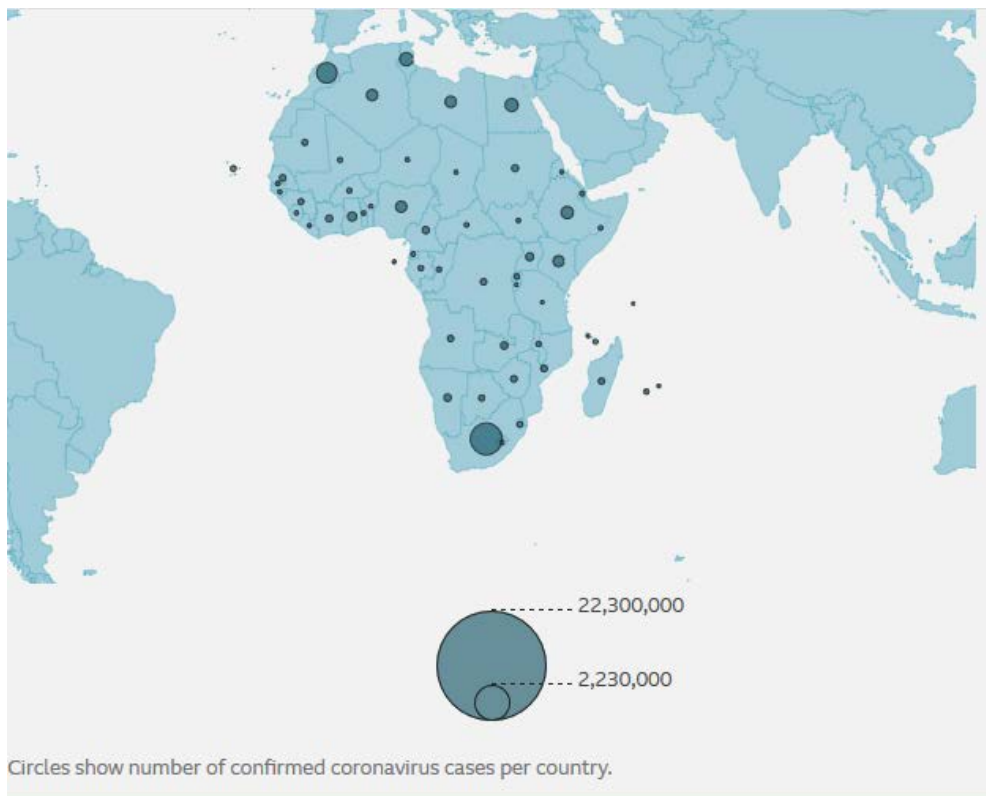 22,300,000
2,230,000
Circles show number of confirmed coronavirus cases per country.